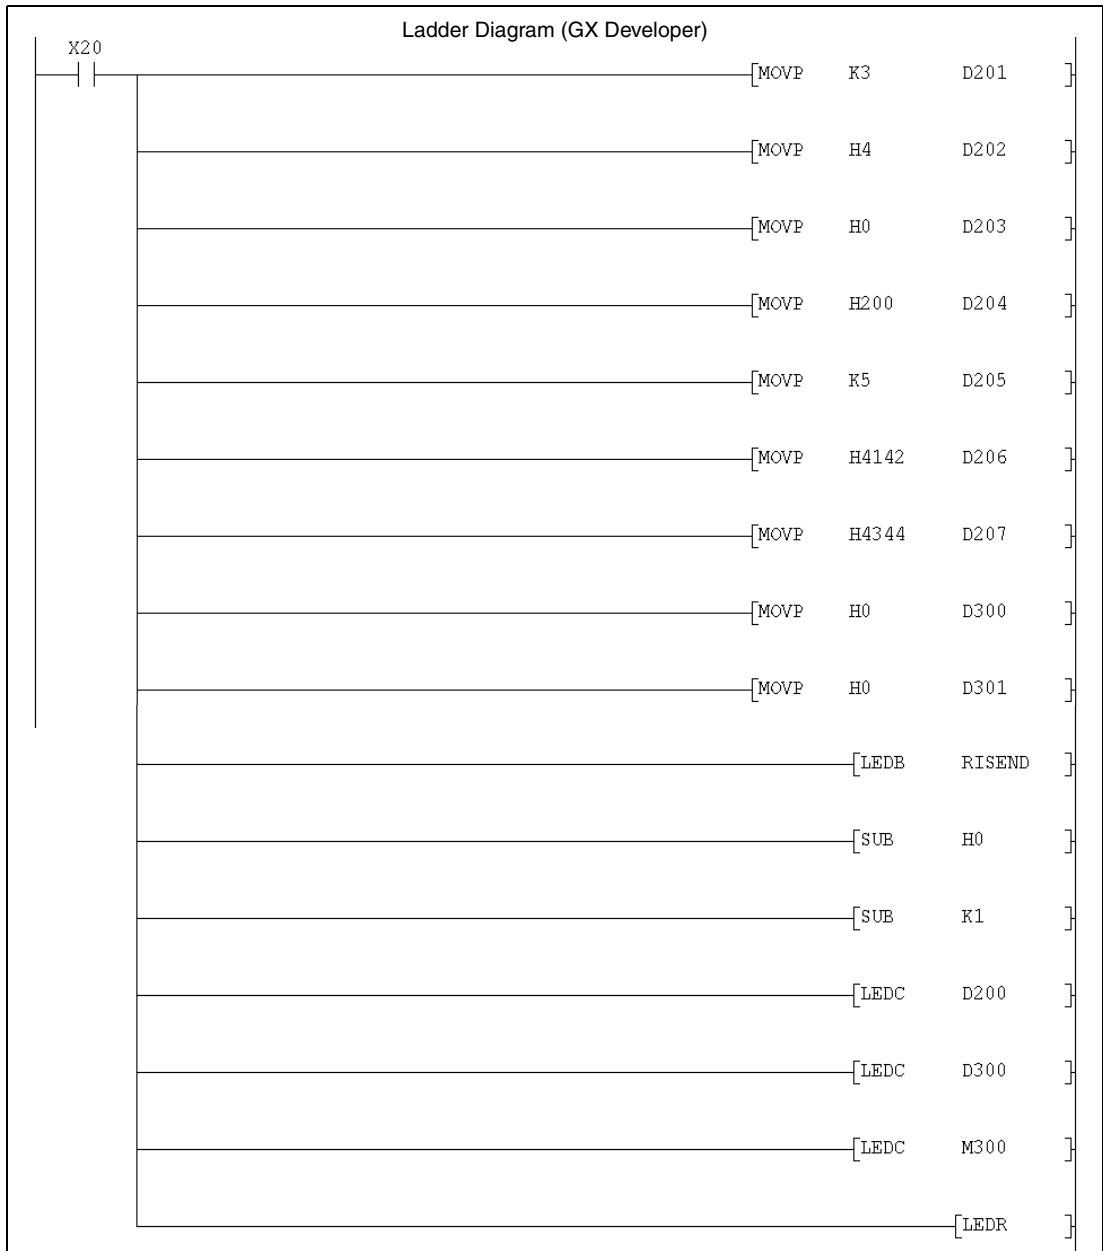 Ladder Diagram (GX Developer)
X20
[MOVP K3 D201 ]
[MOVP H4 D202 ]
[MOVP H0 D203 ]
[MOVP H200 D204 ]
[MOVP K5 D205 ]
[MOVP H4142 D206 ]
[MOVP H4344 D207 ]
[MOVP H0 D300 ]
[MOVP H0 D301 ]
[LEDB RISEND ]
[SUB H0 ]
[SUB K1 ]
[LEDC D200 ]
[LEDC D300 ]
[LEDC M300 ]
[LEDR ]